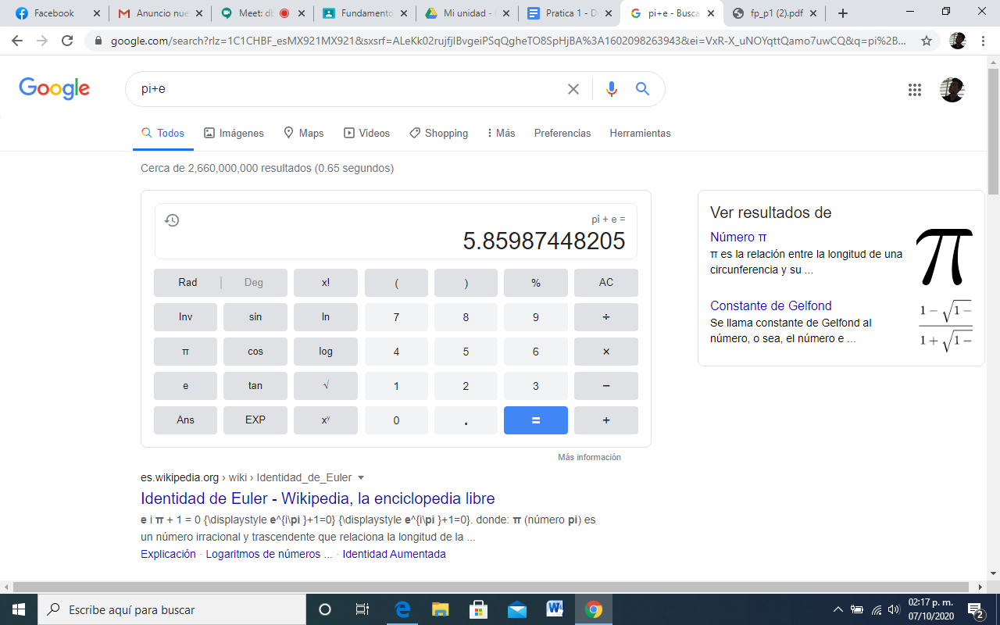 Facebook
Anuncio nue
Meet: db
Fundamento
Mi unidad -
Pratica 1 - D
pi+e - Busca
fp_p1 (2).pdf
google.com/search?rlz=1C1CHBF_esMX921MX921&sxsrf=ALeKk02rujfjIBvgeiPSqQgheTO8SpHjBA%3A1602098263943&ei=VxR-X_uNOYqttQamo7uwCQ&q=pi%2B...
Google
pi+e
Todos Imágenes Maps Videos Shopping Más Preferencias Herramientas
Cerca de 2,660,000,000 resultados (0.65 segundos)
pi + e =
5.85987448205
Rad Deg x! ( ) % AC
Inv sin ln 7 8 9 ÷
π cos log 4 5 6 ×
e tan √ 1 2 3 −
Ans EXP xʸ 0 . = +
Más información
Ver resultados de
Número π
π es la relación entre la longitud de una
circunferencia y su ...
π
Constante de Gelfond
Se llama constante de Gelfond al
número, o sea, el número e ...
1 − √1 −
1 + √1 −
es.wikipedia.org › wiki › Identidad_de_Euler
Identidad de Euler - Wikipedia, la enciclopedia libre
e i π + 1 = 0 {\displaystyle e^{i\pi }+1=0} {\displaystyle e^{i\pi }+1=0}. donde: π (número pi) es
un número irracional y trascendente que relaciona la longitud de la ...
Explicación · Logaritmos de números ... · Identidad Aumentada
Escribe aquí para buscar
02:17 p. m.
07/10/2020
2